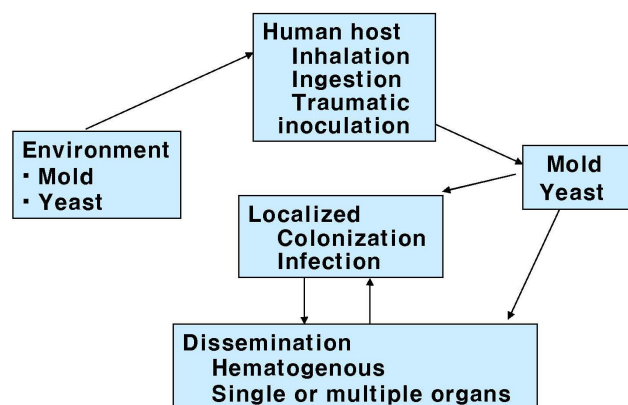 Human host
Inhalation
Ingestion
Traumatic
inoculation
Environment
▪ Mold
▪ Yeast
Mold
Yeast
Localized
Colonization
Infection
Dissemination
Hematogenous
Single or multiple organs